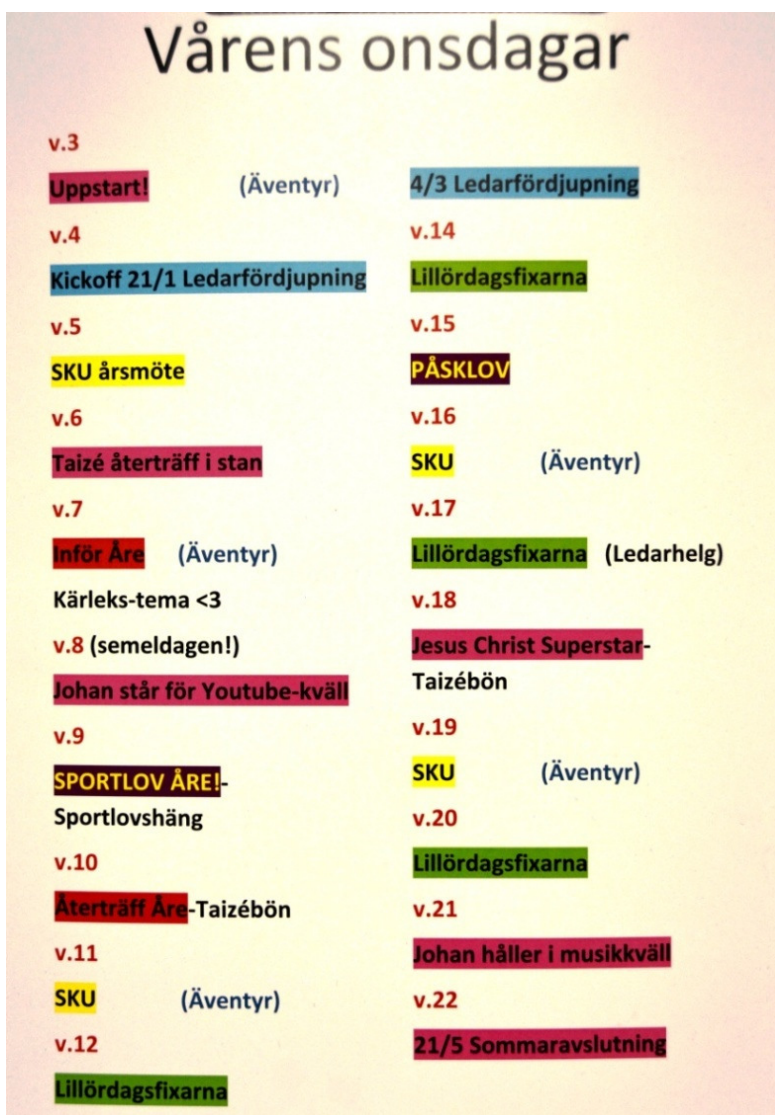 Vårens onsdagar
v.3
Uppstart! (Äventyr)
v.4
Kickoff 21/1 Ledarfördjupning
v.5
SKU årsmöte
v.6
Taizé återträff i stan
v.7
Inför Åre (Äventyr)
Kärleks-tema <3
v.8 (semeldagen!)
Johan står för Youtube-kväll
v.9
SPORTLOV ÅRE!-
Sportlovshäng
v.10
Återträff Åre-Taizébön
v.11
SKU (Äventyr)
v.12
Lillördagsfixarna
4/3 Ledarfördjupning
v.14
Lillördagsfixarna
v.15
PÅSKLOV
v.16
SKU (Äventyr)
v.17
Lillördagsfixarna (Ledarhelg)
v.18
Jesus Christ Superstar-
Taizébön
v.19
SKU (Äventyr)
v.20
Lillördagsfixarna
v.21
Johan håller i musikkväll
v.22
21/5 Sommaravslutning